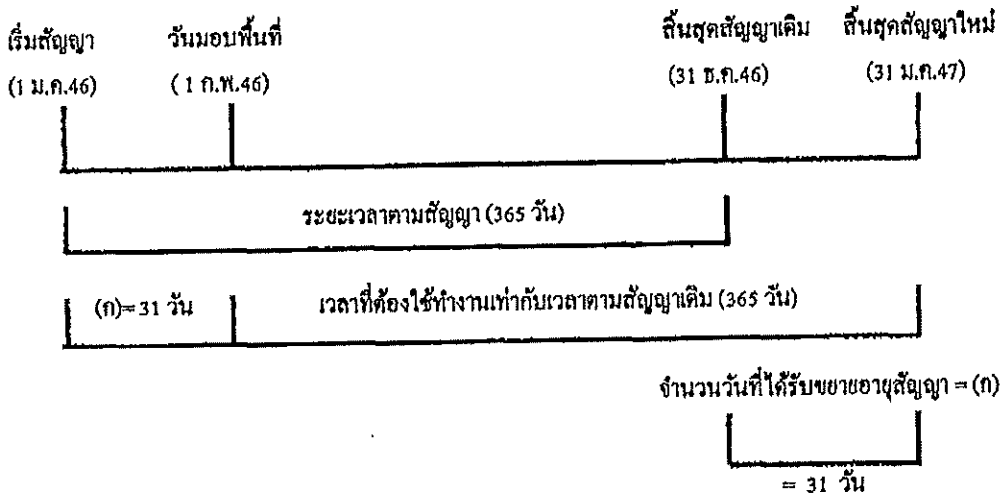 เริ่มสัญญา วันมอบพื้นที่ สิ้นสุดสัญญาเดิม สิ้นสุดสัญญาใหม่
(1 ม.ค.46) (1 ก.พ.46) (31 ธ.ค.46) (31 ม.ค.47)
ระยะเวลาตามสัญญา (365 วัน)
(ก)=31 วัน เวลาที่ต้องใช้ทำงานเท่ากับเวลาตามสัญญาเดิม (365 วัน)
จำนวนวันที่ได้รับขยายอายุสัญญา = (ก)
= 31 วัน